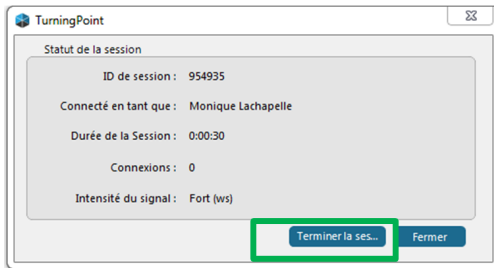 TurningPoint
Statut de la session
ID de session : 954935
Connecté en tant que : Monique Lachapelle
Durée de la Session : 0:00:30
Connexions : 0
Intensité du signal : Fort (ws)
Terminer la ses... Fermer